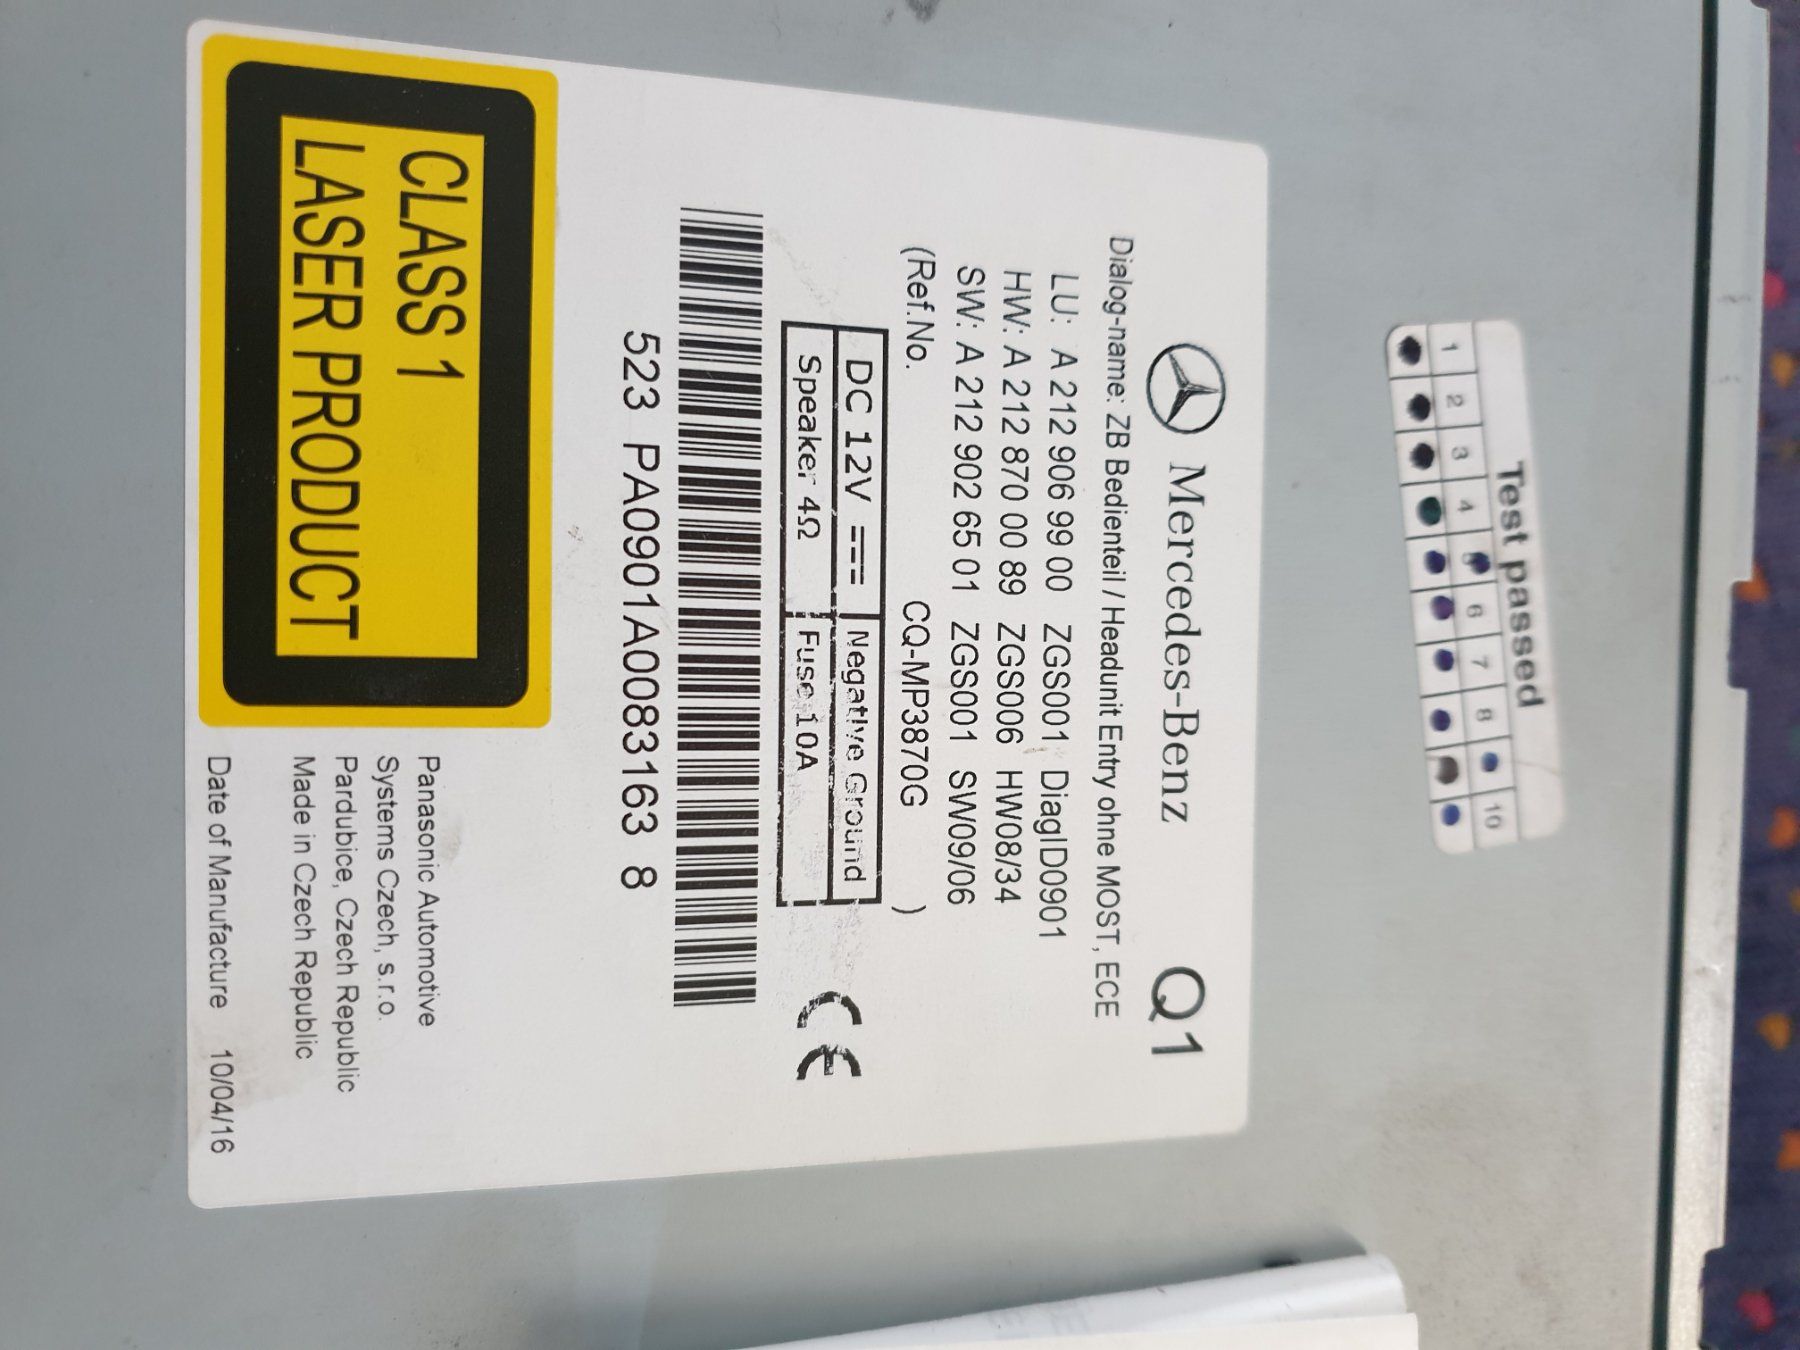 Test passed
1 2 3 4 5 6 7 8 10
Mercedes-Benz Q1
Dialog-name: ZB Bedienteil / Headunit Entry ohne MOST, ECE
LU: A 212 906 99 00 ZGS001 DiagID0901
HW: A 212 870 00 89 ZGS006 HW08/34
SW: A 212 902 65 01 ZGS001 SW09/06
(Ref.No. CQ-MP3870G )
DC 12V Negative Ground
Speaker 4Ω Fuse 10A
CE
523 PA0901A0083163 8
CLASS 1
LASER PRODUCT
Panasonic Automotive
Systems Czech, s.r.o.
Pardubice, Czech Republic
Made in Czech Republic
Date of Manufacture 10/04/16